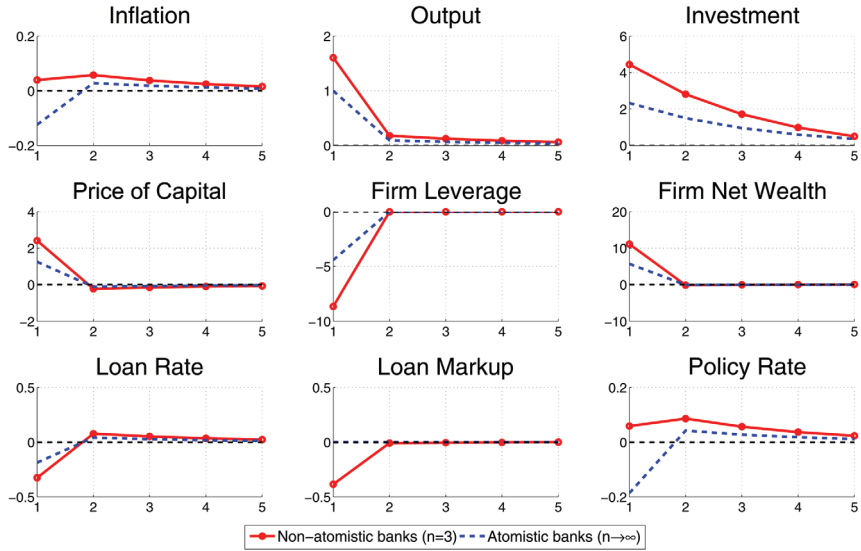 Inflation Output Investment
0.2 2 6
4
0 1
2
−0.2 0 0
1 2 3 4 5 1 2 3 4 5 1 2 3 4 5
Price of Capital Firm Leverage Firm Net Wealth
4 0 20
2 10
−5
0 0
−2 −10 −10
1 2 3 4 5 1 2 3 4 5 1 2 3 4 5
Loan Rate Loan Markup Policy Rate
0.5 0.5 0.2
0 0 0
−0.5 −0.5 −0.2
1 2 3 4 5 1 2 3 4 5 1 2 3 4 5
Non−atomistic banks (n=3) Atomistic banks (n→∞)